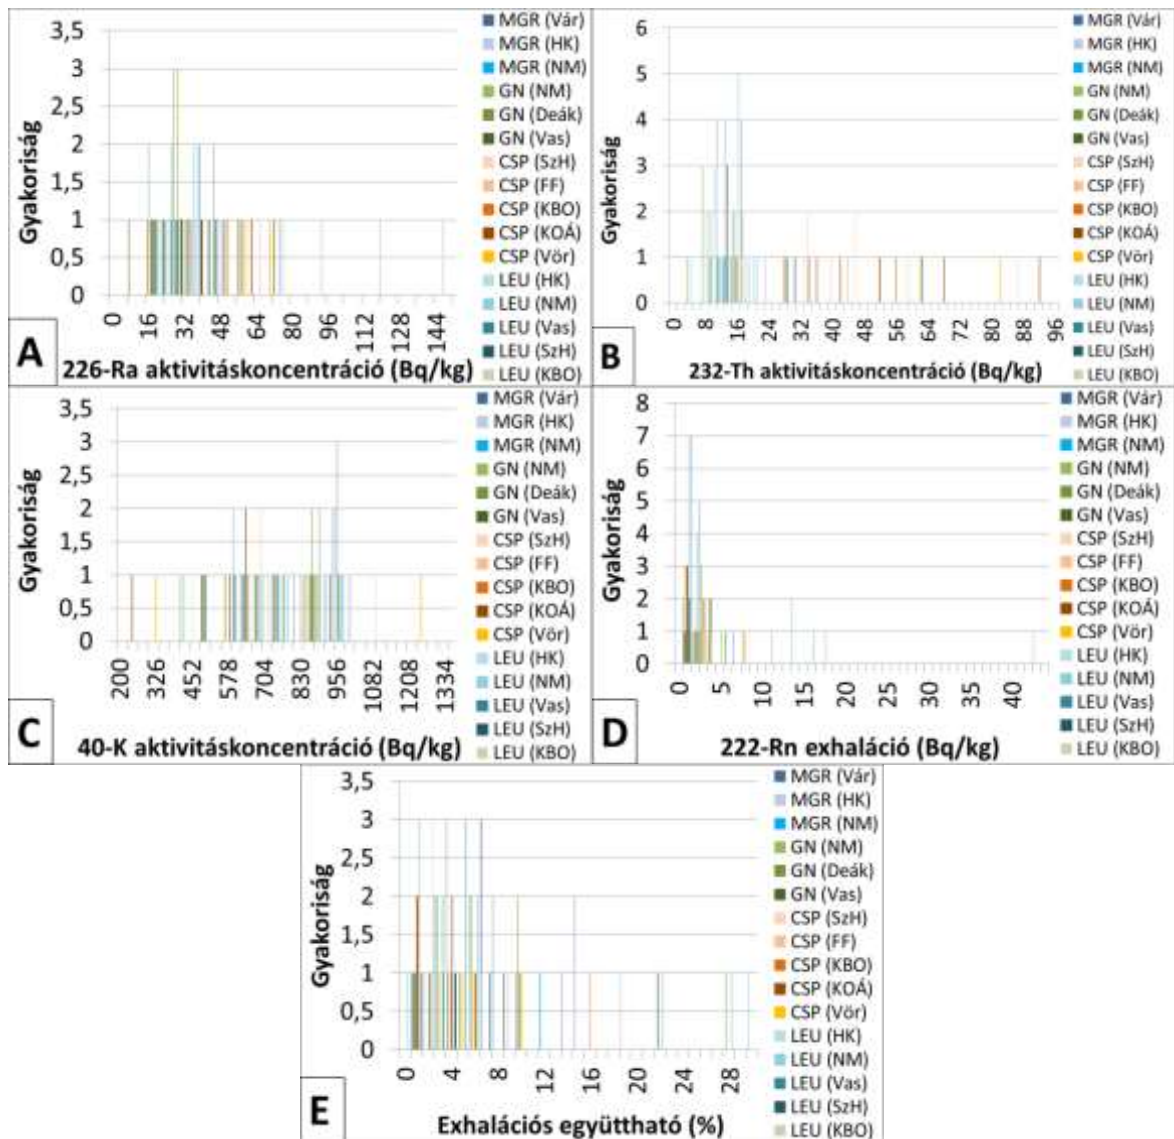 3,5
3
2,5
2
1,5
1
0,5
0
Gyakoriság
0 16 32 48 64 80 96 112 128 144
A
226-Ra aktivitáskoncentráció (Bq/kg)
MGR (Vár)
MGR (HK)
MGR (NM)
GN (NM)
GN (Deák)
GN (Vas)
CSP (SzH)
CSP (FF)
CSP (KBO)
CSP (KOÁ)
CSP (Vör)
LEU (HK)
LEU (NM)
LEU (Vas)
LEU (SzH)
LEU (KBO)
6
5
4
3
2
1
0
Gyakoriság
0 8 16 24 32 40 48 56 64 72 80 88 96
B
232-Th aktivitáskoncentráció (Bq/kg)
MGR (Vár)
MGR (HK)
MGR (NM)
GN (NM)
GN (Deák)
GN (Vas)
CSP (SzH)
CSP (FF)
CSP (KBO)
CSP (KOÁ)
CSP (Vör)
LEU (HK)
LEU (NM)
LEU (Vas)
LEU (SzH)
LEU (KBO)
3,5
3
2,5
2
1,5
1
0,5
0
Gyakoriság
200 326 452 578 704 830 956 1082 1208 1334
C
40-K aktivitáskoncentráció (Bq/kg)
MGR (Vár)
MGR (HK)
MGR (NM)
GN (NM)
GN (Deák)
GN (Vas)
CSP (SzH)
CSP (FF)
CSP (KBO)
CSP (KOÁ)
CSP (Vör)
LEU (HK)
LEU (NM)
LEU (Vas)
LEU (SzH)
LEU (KBO)
8
7
6
5
4
3
2
1
0
Gyakoriság
0 5 10 15 20 25 30 35 40
D
222-Rn exhaláció (Bq/kg)
MGR (Vár)
MGR (HK)
MGR (NM)
GN (NM)
GN (Deák)
GN (Vas)
CSP (SzH)
CSP (FF)
CSP (KBO)
CSP (KOÁ)
CSP (Vör)
LEU (HK)
LEU (NM)
LEU (Vas)
LEU (SzH)
LEU (KBO)
3,5
3
2,5
2
1,5
1
0,5
0
Gyakoriság
0 4 8 12 16 20 24 28
E
Exhalációs együttható (%)
MGR (Vár)
MGR (HK)
MGR (NM)
GN (NM)
GN (Deák)
GN (Vas)
CSP (SzH)
CSP (FF)
CSP (KBO)
CSP (KOÁ)
CSP (Vör)
LEU (HK)
LEU (NM)
LEU (Vas)
LEU (SzH)
LEU (KBO)